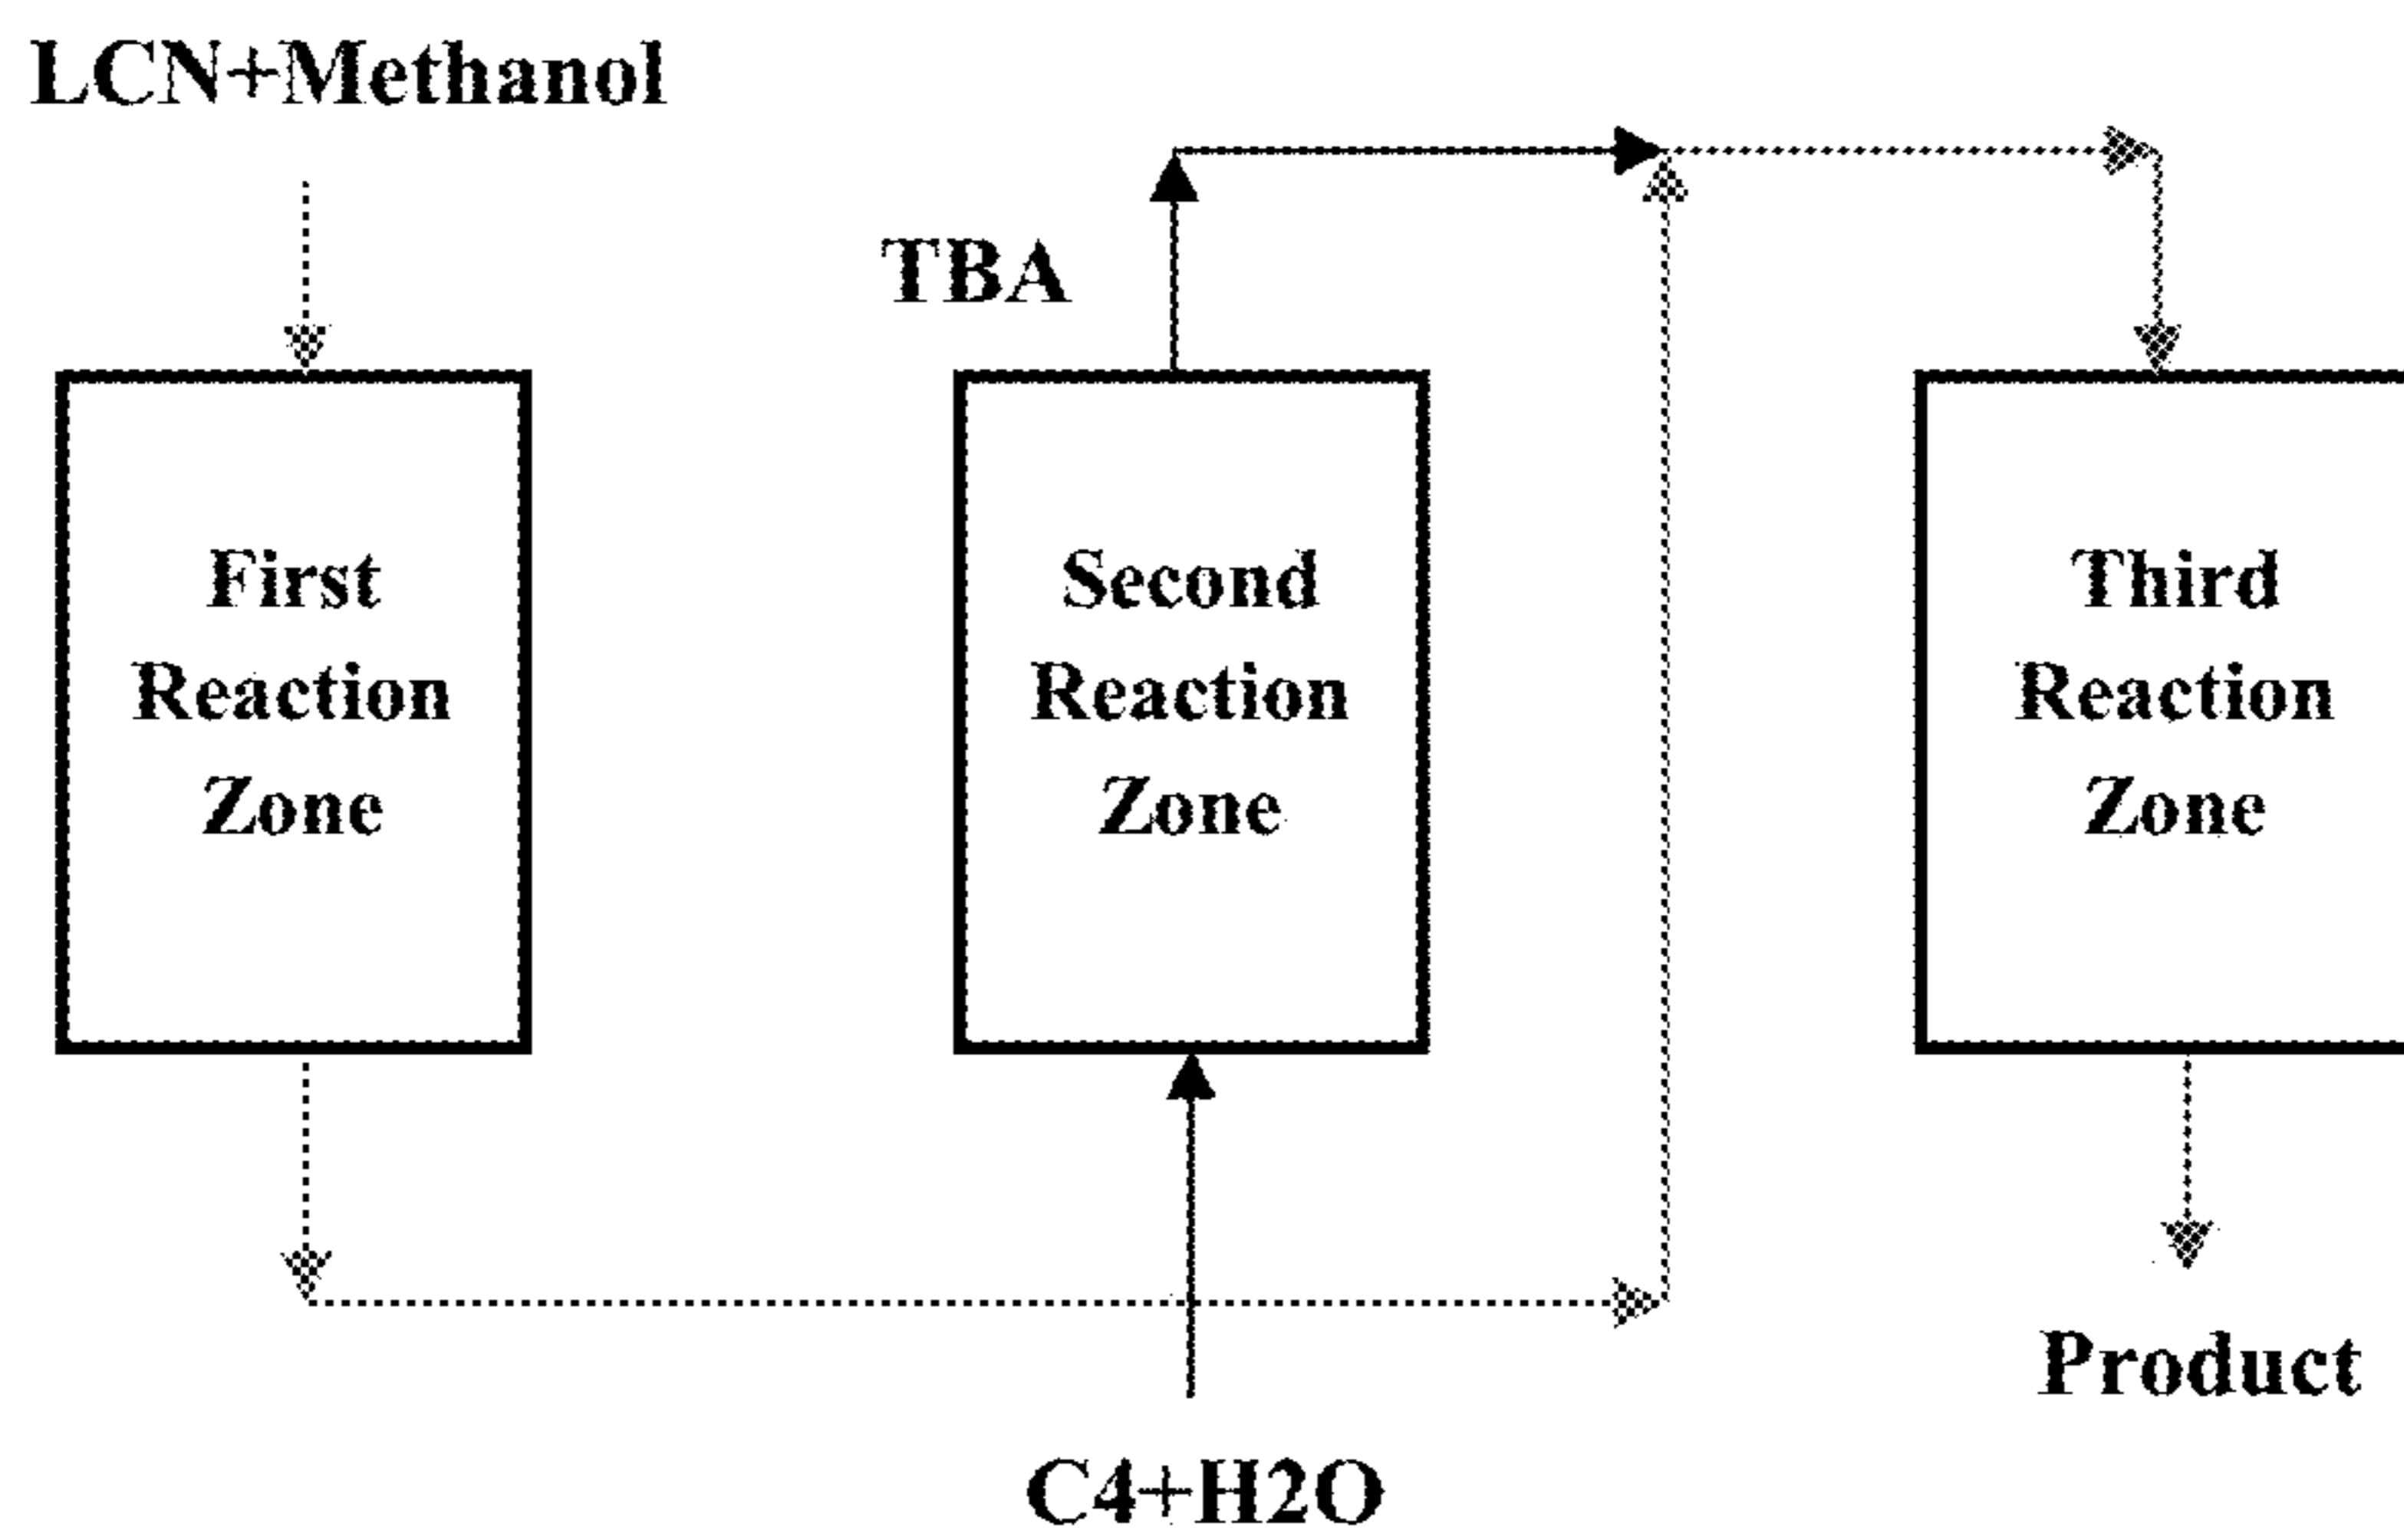 LCN+Methanol
TBA
First
Reaction
Zone
Second
Reaction
Zone
Third
Reaction
Zone
Product
C4+H2O